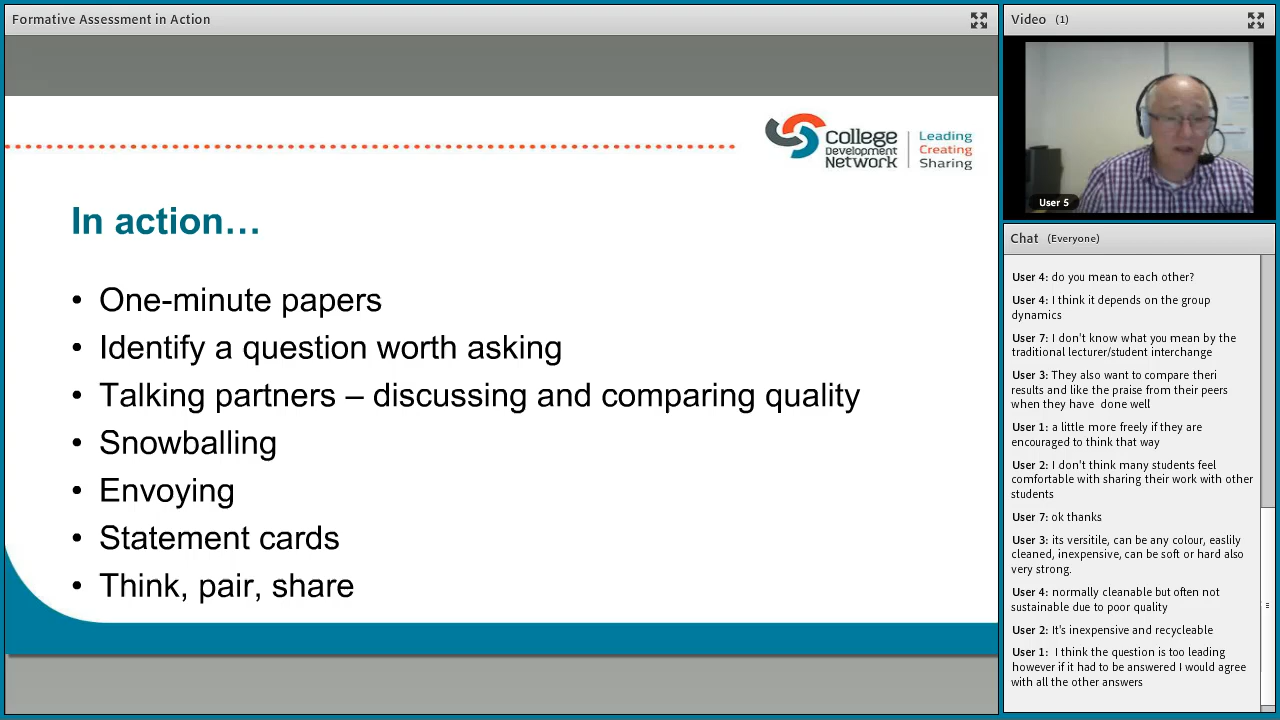 Formative Assessment in Action
College Development Network
Leading
Creating
Sharing
In action…
• One-minute papers
• Identify a question worth asking
• Talking partners – discussing and comparing quality
• Snowballing
• Envoying
• Statement cards
• Think, pair, share
Video (1)
User 5
Chat (Everyone)
User 4: do you mean to each other?
User 4: I think it depends on the group
dynamics
User 7: I don't know what you mean by the
traditional lecturer/student interchange
User 3: They also want to compare theri
results and like the praise from their peers
when they have done well
User 1: a little more freely if they are
encouraged to think that way
User 2: I don't think many students feel
comfortable with sharing their work with other
students
User 7: ok thanks
User 3: its versitile, can be any colour, easlily
cleaned, inexpensive, can be soft or hard also
very strong.
User 4: normally cleanable but often not
sustainable due to poor quality
User 2: It's inexpensive and recycleable
User 1: I think the question is too leading
however if it had to be answered I would agree
with all the other answers